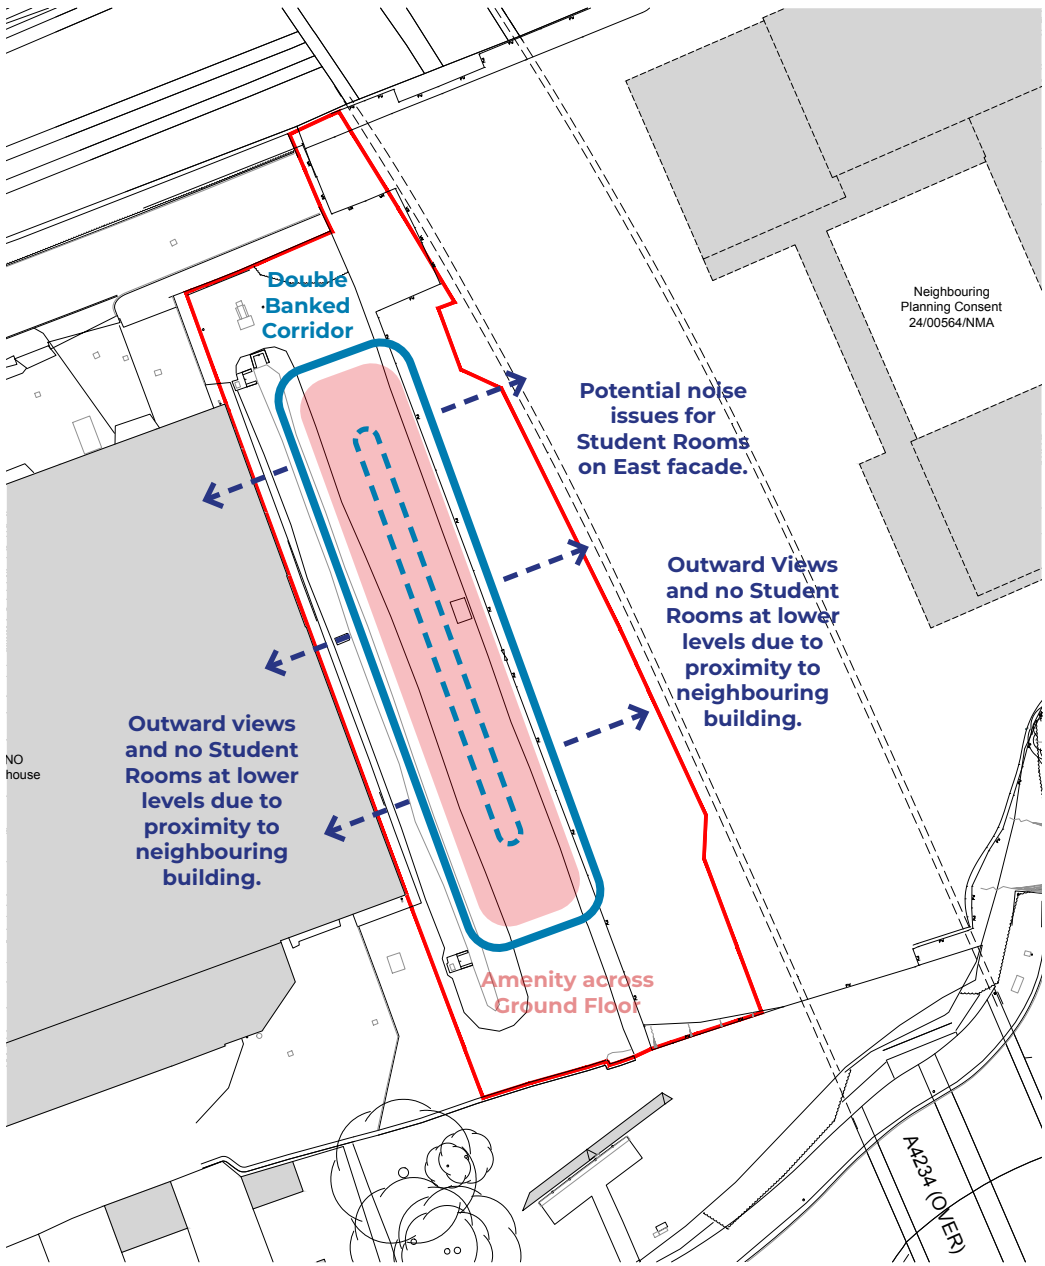 Double
Banked
Corridor
Neighbouring
Planning Consent
24/00564/NMA
Potential noise
issues for
Student Rooms
on East facade.
Outward Views
and no Student
Rooms at lower
levels due to
proximity to
neighbouring
building.
Outward views
and no Student
Rooms at lower
levels due to
proximity to
neighbouring
building.
NO
house
Amenity across
Ground Floor
A4234 (OVER)